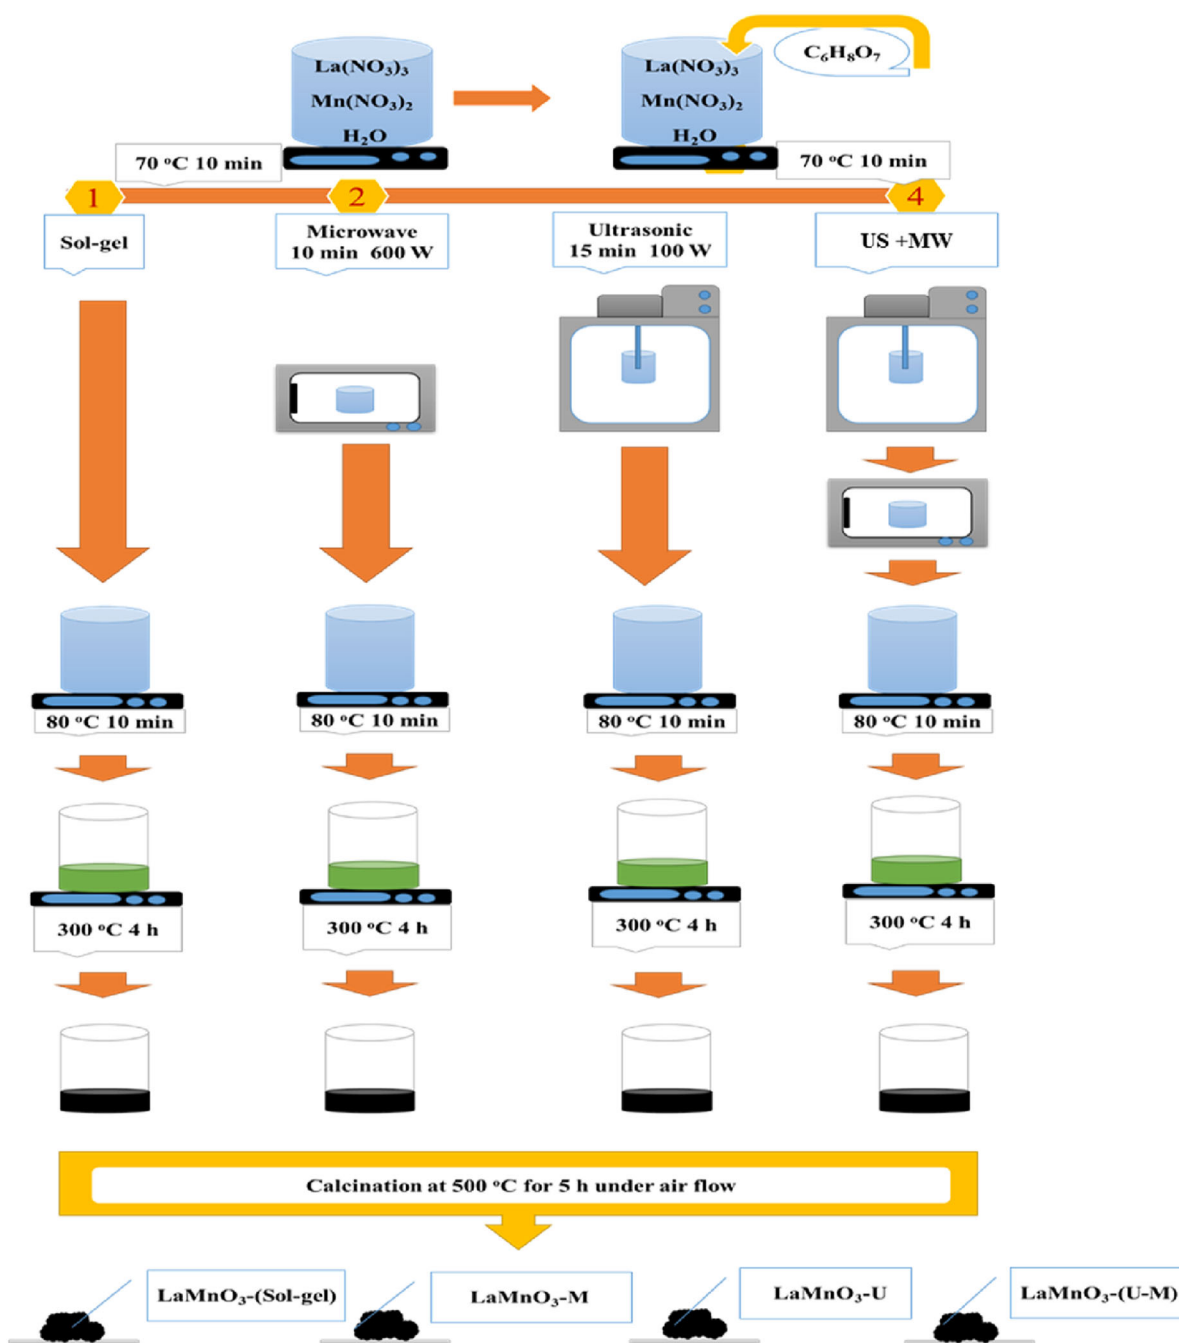 La(NO₃)₃
Mn(NO₃)₂
H₂O
La(NO₃)₃
Mn(NO₃)₂
H₂O
C₆H₈O₇
70 °C 10 min
70 °C 10 min
1
2
4
Sol-gel
Microwave
10 min 600 W
Ultrasonic
15 min 100 W
US +MW
80 °C 10 min
80 °C 10 min
80 °C 10 min
80 °C 10 min
300 °C 4 h
300 °C 4 h
300 °C 4 h
300 °C 4 h
Calcination at 500 °C for 5 h under air flow
LaMnO₃-(Sol-gel)
LaMnO₃-M
LaMnO₃-U
LaMnO₃-(U-M)